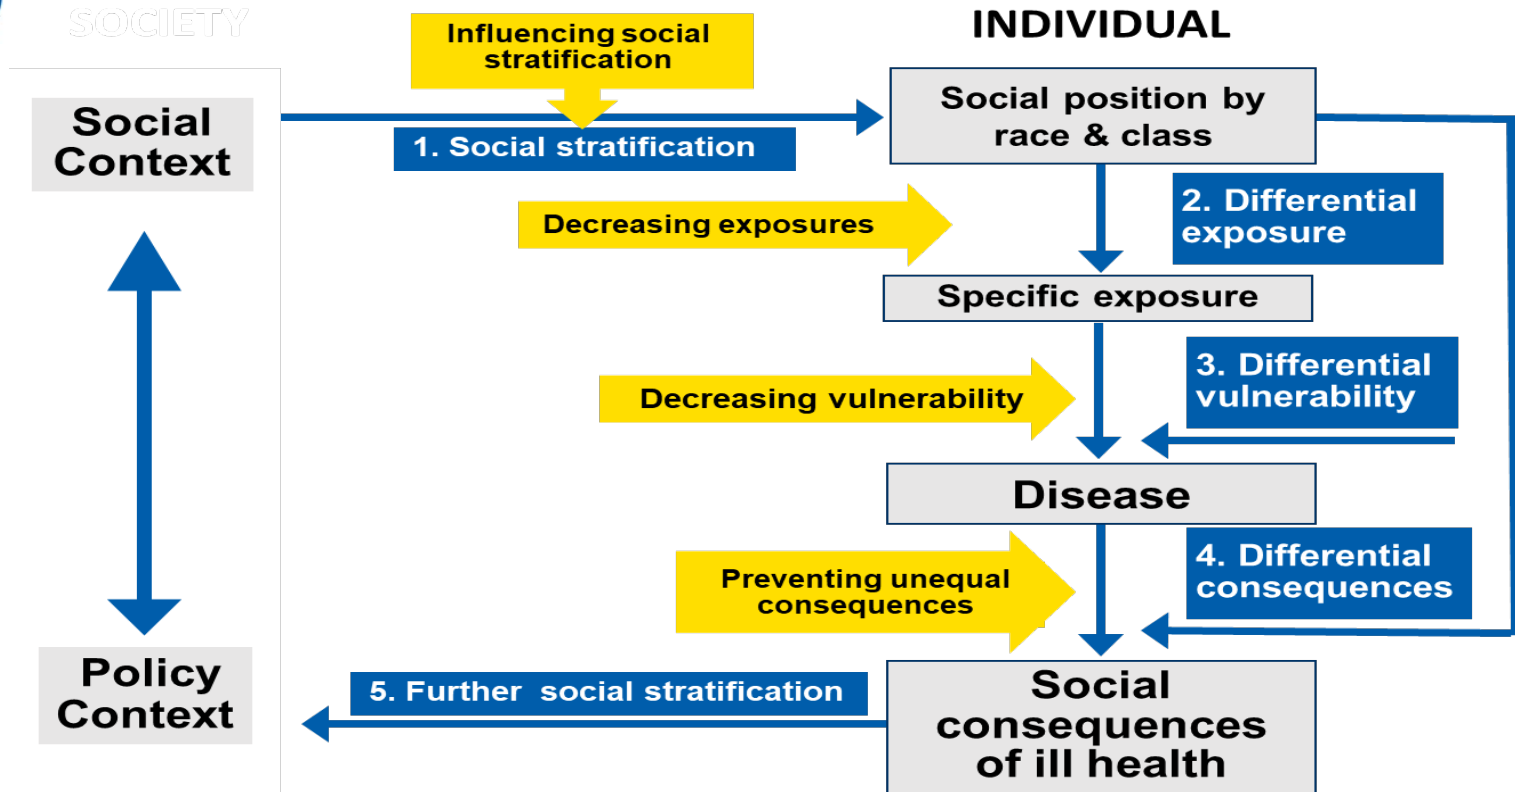 SOCIETY
INDIVIDUAL
Influencing social
stratification
Social
Context
1. Social stratification
Social position by
race & class
Decreasing exposures
2. Differential
exposure
Specific exposure
Decreasing vulnerability
3. Differential
vulnerability
Disease
Preventing unequal
consequences
4. Differential
consequences
Policy
Context
5. Further social stratification
Social
consequences
of ill health